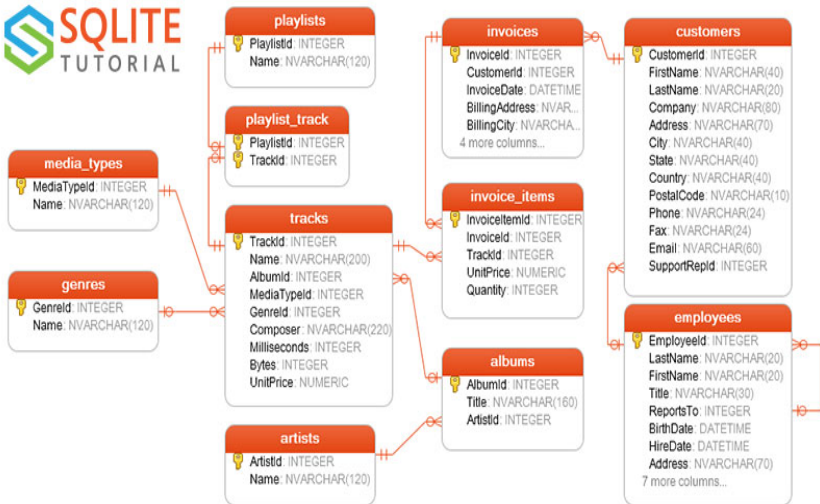 SQLITE
TUTORIAL
playlists
PlaylistId: INTEGER
Name: NVARCHAR(120)
playlist_track
PlaylistId: INTEGER
TrackId: INTEGER
media_types
MediaTypeId: INTEGER
Name: NVARCHAR(120)
genres
GenreId: INTEGER
Name: NVARCHAR(120)
tracks
TrackId: INTEGER
Name: NVARCHAR(200)
AlbumId: INTEGER
MediaTypeId: INTEGER
GenreId: INTEGER
Composer: NVARCHAR(220)
Milliseconds: INTEGER
Bytes: INTEGER
UnitPrice: NUMERIC
artists
ArtistId: INTEGER
Name: NVARCHAR(120)
invoices
InvoiceId: INTEGER
CustomerId: INTEGER
InvoiceDate: DATETIME
BillingAddress: NVAR...
BillingCity: NVARCHA...
4 more columns...
invoice_items
InvoiceItemId: INTEGER
InvoiceId: INTEGER
TrackId: INTEGER
UnitPrice: NUMERIC
Quantity: INTEGER
albums
AlbumId: INTEGER
Title: NVARCHAR(160)
ArtistId: INTEGER
customers
CustomerId: INTEGER
FirstName: NVARCHAR(40)
LastName: NVARCHAR(20)
Company: NVARCHAR(80)
Address: NVARCHAR(70)
City: NVARCHAR(40)
State: NVARCHAR(40)
Country: NVARCHAR(40)
PostalCode: NVARCHAR(10)
Phone: NVARCHAR(24)
Fax: NVARCHAR(24)
Email: NVARCHAR(60)
SupportRepId: INTEGER
employees
EmployeeId: INTEGER
LastName: NVARCHAR(20)
FirstName: NVARCHAR(20)
Title: NVARCHAR(30)
ReportsTo: INTEGER
BirthDate: DATETIME
HireDate: DATETIME
Address: NVARCHAR(70)
7 more columns...